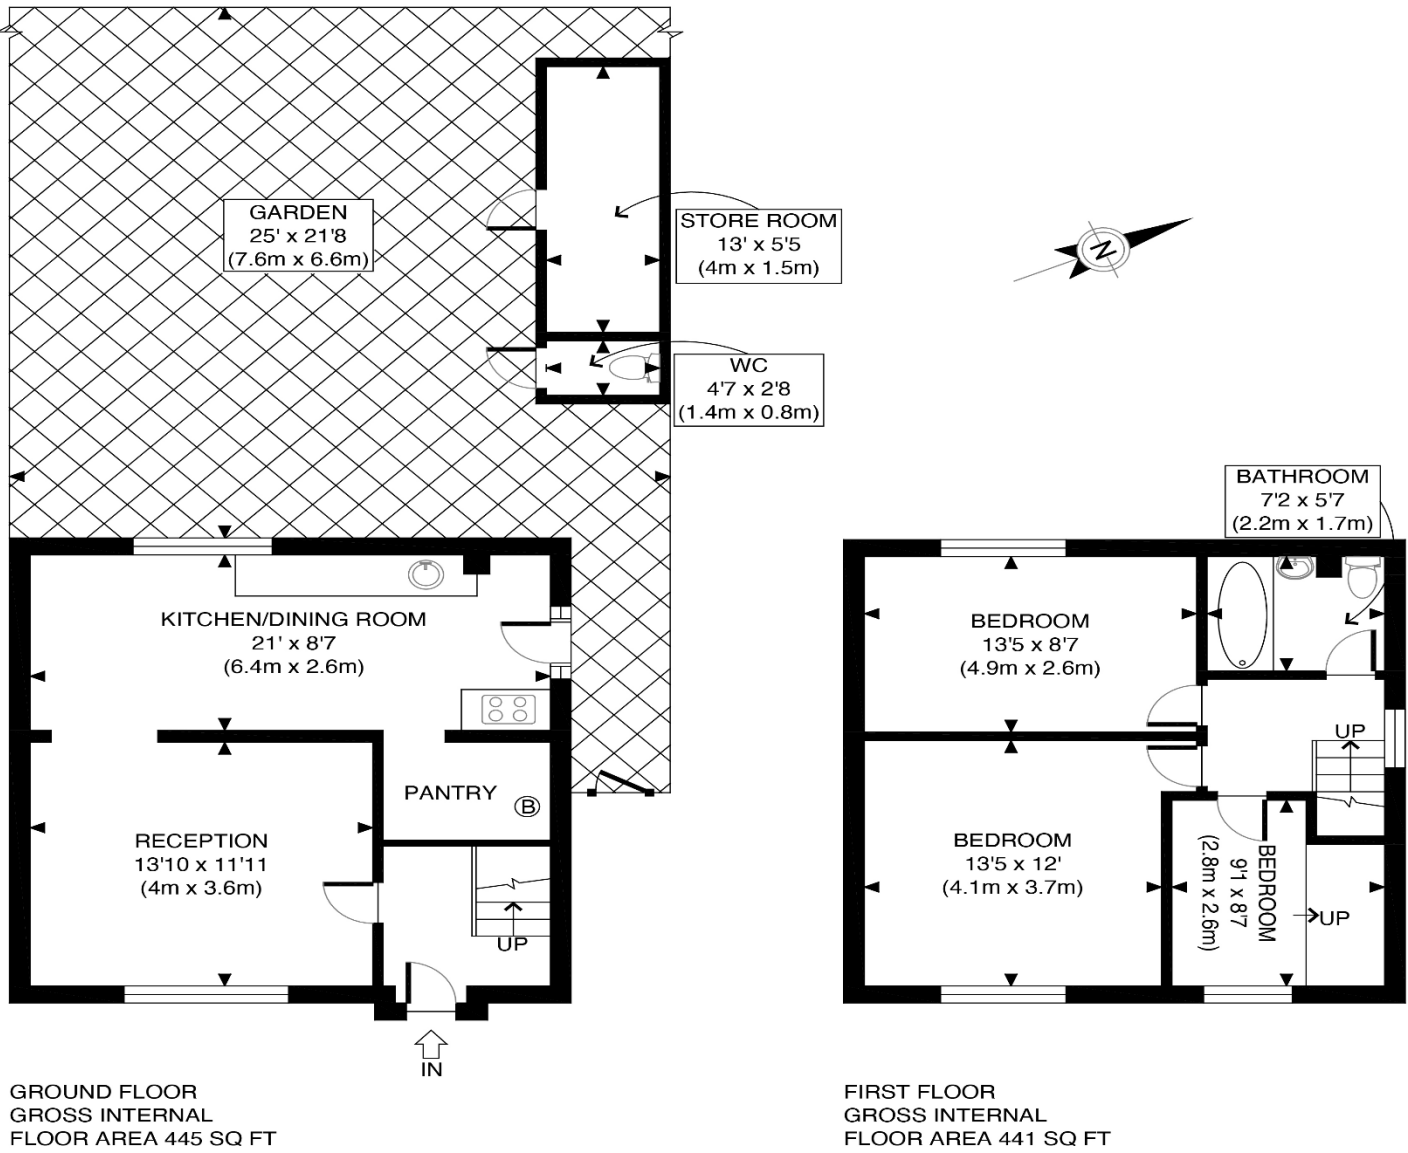 GARDEN
25' x 21'8
(7.6m x 6.6m)
STORE ROOM
13' x 5'5
(4m x 1.5m)
N
WC
4'7 x 2'8
(1.4m x 0.8m)
KITCHEN/DINING ROOM
21' x 8'7
(6.4m x 2.6m)
PANTRY
B
RECEPTION
13'10 x 11'11
(4m x 3.6m)
UP
IN
GROUND FLOOR
GROSS INTERNAL
FLOOR AREA 445 SQ FT
BATHROOM
7'2 x 5'7
(2.2m x 1.7m)
BEDROOM
13'5 x 8'7
(4.9m x 2.6m)
UP
BEDROOM
13'5 x 12'
(4.1m x 3.7m)
BEDROOM
9'1 x 8'7
(2.8m x 2.6m)
UP
FIRST FLOOR
GROSS INTERNAL
FLOOR AREA 441 SQ FT